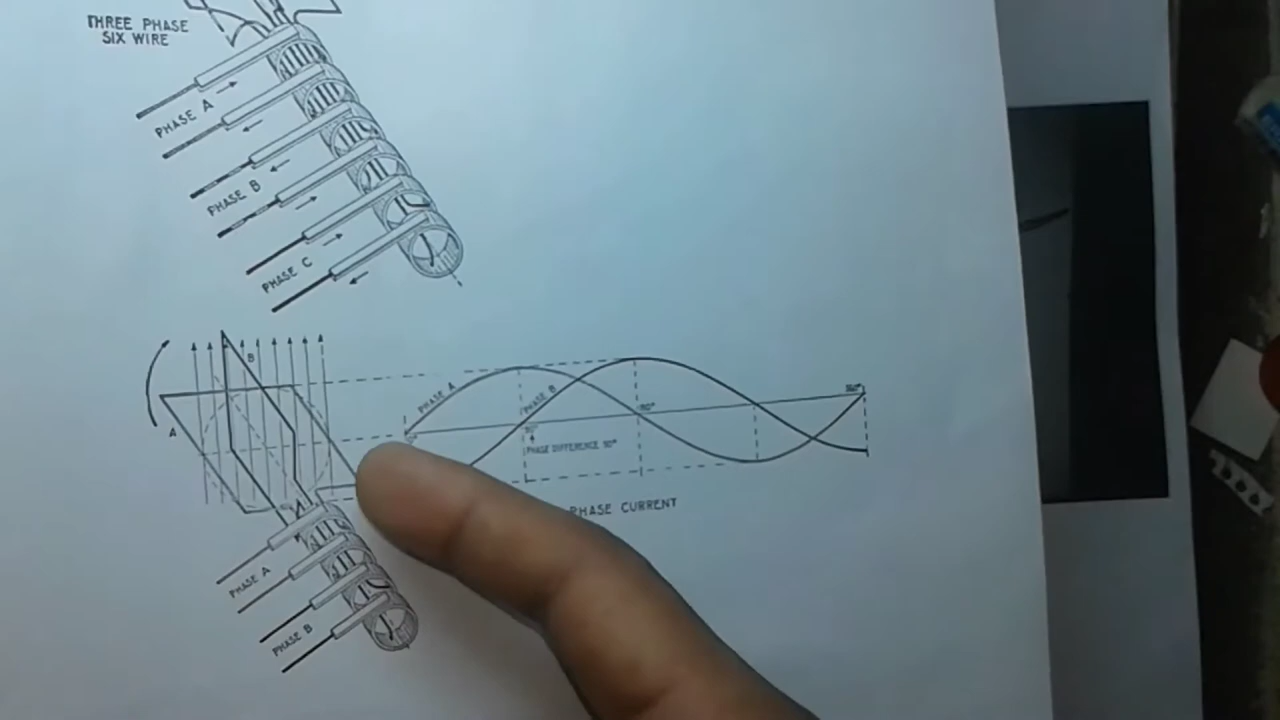 THREE PHASE
SIX WIRE
PHASE A
PHASE B
PHASE C
B
A
PHASE A
PHASE B
PHASE DIFFERENCE 90°
PHASE CURRENT
PHASE A
PHASE B